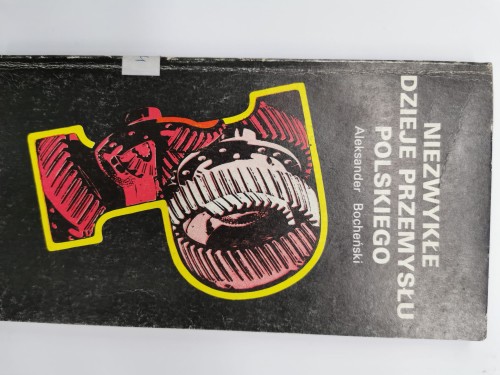 NIEZWYKŁE
DZIEJE PRZEMYSŁU
POLSKIEGO
Aleksander Bocheński